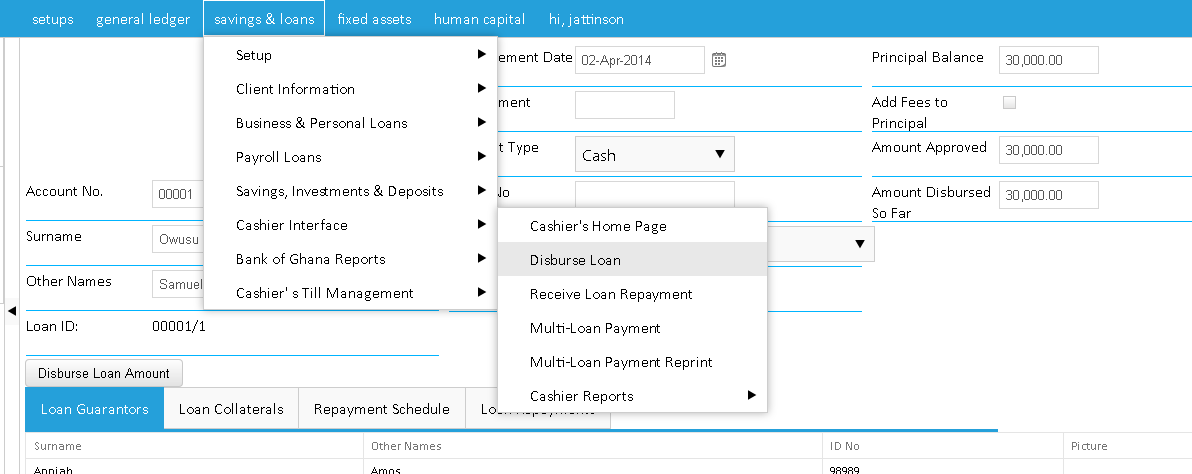 setups general ledger savings & loans fixed assets human capital hi, jattinson
Setup
Client Information
Business & Personal Loans
Payroll Loans
Savings, Investments & Deposits
Cashier Interface
Bank of Ghana Reports
Cashier' s Till Management
Cashier's Home Page
Disburse Loan
Receive Loan Repayment
Multi-Loan Payment
Multi-Loan Payment Reprint
Cashier Reports
ement Date 02-Apr-2014
ment
t Type Cash
No
Principal Balance 30,000.00
Add Fees to
Principal
Amount Approved 30,000.00
Amount Disbursed 30,000.00
So Far
Account No. 00001
Surname Owusu
Other Names Samuel
Loan ID: 00001/1
Disburse Loan Amount
Loan Guarantors Loan Collaterals Repayment Schedule Loan Repayments
Surname Other Names ID No Picture
Appiah Amos 98989